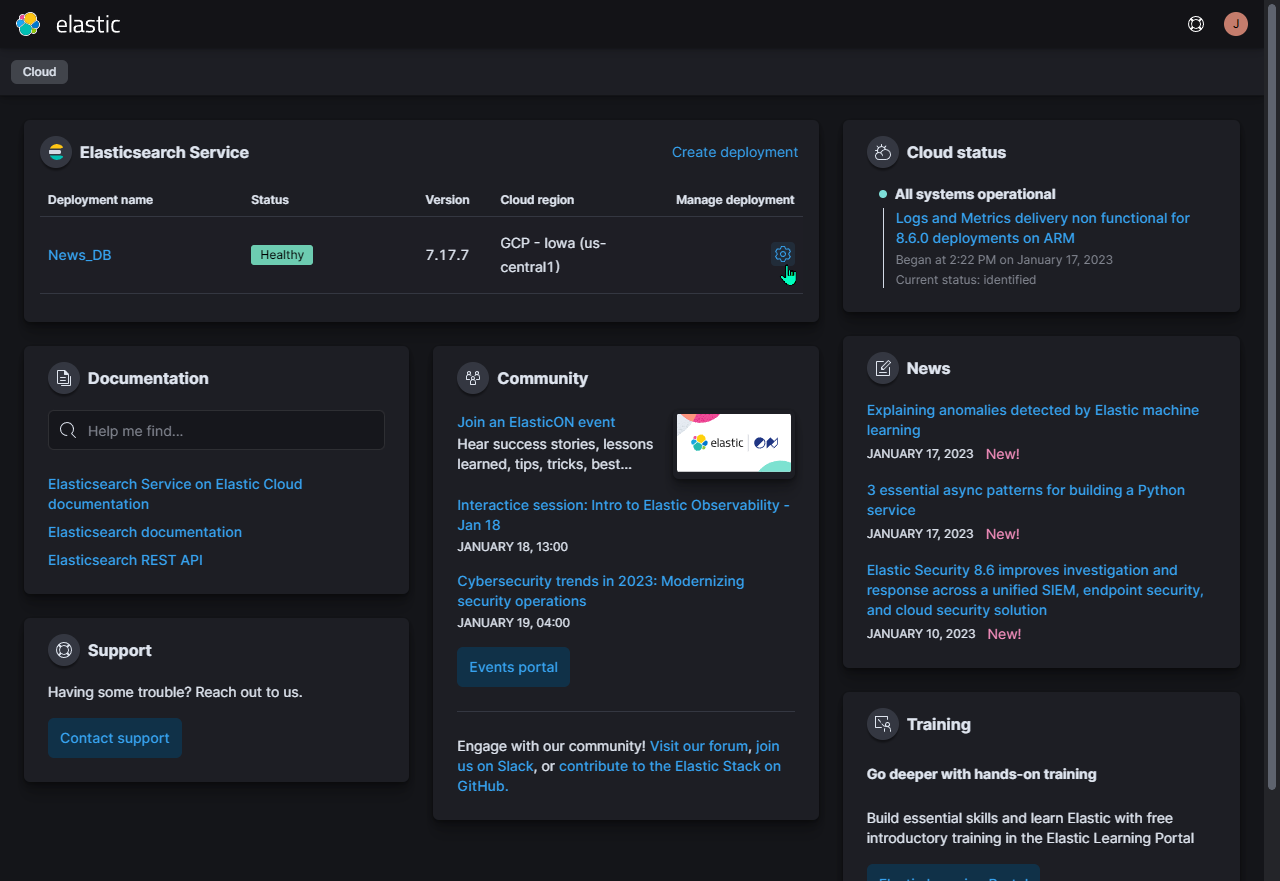 elastic
J
Cloud
Elasticsearch Service
Create deployment
Deployment name Status Version Cloud region Manage deployment
News_DB Healthy 7.17.7 GCP - Iowa (us-
central1)
Cloud status
All systems operational
Logs and Metrics delivery non functional for
8.6.0 deployments on ARM
Began at 2:22 PM on January 17, 2023
Current status: identified
Documentation
Help me find...
Elasticsearch Service on Elastic Cloud
documentation
Elasticsearch documentation
Elasticsearch REST API
Support
Having some trouble? Reach out to us.
Contact support
Community
Join an ElasticON event
Hear success stories, lessons
learned, tips, tricks, best...
elastic
Interactice session: Intro to Elastic Observability -
Jan 18
JANUARY 18, 13:00
Cybersecurity trends in 2023: Modernizing
security operations
JANUARY 19, 04:00
Events portal
Engage with our community! Visit our forum, join
us on Slack, or contribute to the Elastic Stack on
GitHub.
News
Explaining anomalies detected by Elastic machine
learning
JANUARY 17, 2023 New!
3 essential async patterns for building a Python
service
JANUARY 17, 2023 New!
Elastic Security 8.6 improves investigation and
response across a unified SIEM, endpoint security,
and cloud security solution
JANUARY 10, 2023 New!
Training
Go deeper with hands-on training
Build essential skills and learn Elastic with free
introductory training in the Elastic Learning Portal
Elastic Learning Portal